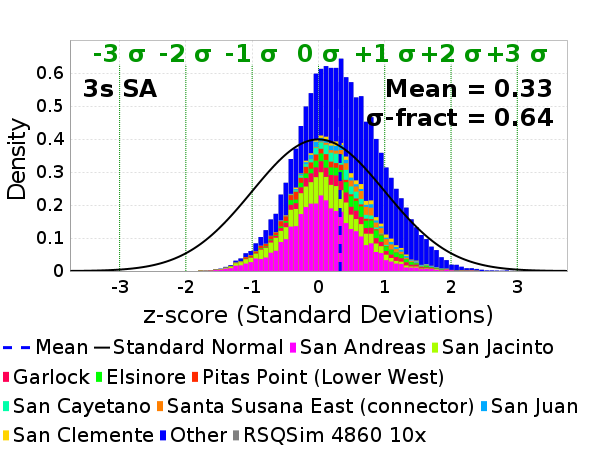 -3 σ -2 σ -1 σ 0 σ +1 σ +2 σ +3 σ
3s SA
Mean = 0.33
σ-fract = 0.64
Density
0.6
0.5
0.4
0.3
0.2
0.1
0
-3 -2 -1 0 1 2 3
z-score (Standard Deviations)
Mean Standard Normal San Andreas San Jacinto
Garlock Elsinore Pitas Point (Lower West)
San Cayetano Santa Susana East (connector) San Juan
San Clemente Other RSQSim 4860 10x